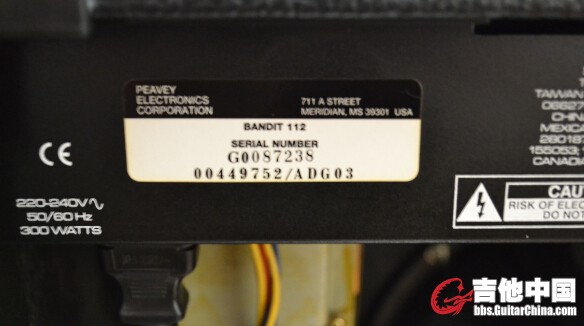 PEAVEY
ELECTRONICS
CORPORATION
711 A STREET
MERIDIAN, MS 39301 USA
BANDIT 112
SERIAL NUMBER
G0087238
00449752/ADG03
CE
220-240V∿
50/60 Hz
300 WATTS
TAIWAN
CHIN
MEXIC
CANADA
CAU
RISK OF ELEC
DO NOT
吉他中国
bbs.GuitarChina.com